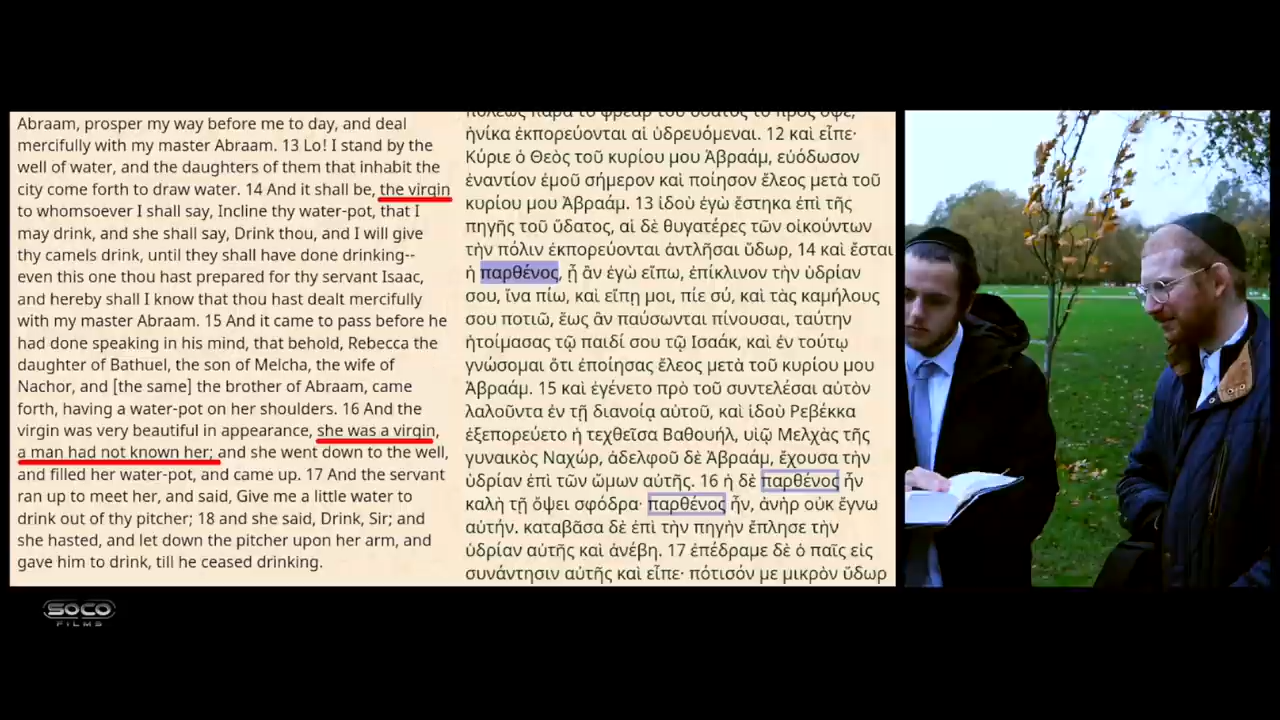 Abraam, prosper my way before me to day, and deal
mercifully with my master Abraam. 13 Lo! I stand by the
well of water, and the daughters of them that inhabit the
city come forth to draw water. 14 And it shall be, the virgin
to whomsoever I shall say, Incline thy water-pot, that I
may drink, and she shall say, Drink thou, and I will give
thy camels drink, until they shall have done drinking--
even this one thou hast prepared for thy servant Isaac,
and hereby shall I know that thou hast dealt mercifully
with my master Abraam. 15 And it came to pass before he
had done speaking in his mind, that behold, Rebecca the
daughter of Bathuel, the son of Melcha, the wife of
Nachor, and [the same] the brother of Abraam, came
forth, having a water-pot on her shoulders. 16 And the
virgin was very beautiful in appearance, she was a virgin,
a man had not known her; and she went down to the well,
and filled her water-pot, and came up. 17 And the servant
ran up to meet her, and said, Give me a little water to
drink out of thy pitcher; 18 and she said, Drink, Sir; and
she hasted, and let down the pitcher upon her arm, and
gave him to drink, till he ceased drinking.
ἡνίκα ἐκπορεύονται αἱ ὑδρευόμεναι. 12 καὶ εἶπε·
Κύριε ὁ Θεὸς τοῦ κυρίου μου Ἁβραάμ, εὐόδωσον
ἐναντίον ἐμοῦ σήμερον καὶ ποίησον ἔλεος μετὰ τοῦ
κυρίου μου Ἁβραάμ. 13 ἰδοὺ ἐγὼ ἕστηκα ἐπὶ τῆς
πηγῆς τοῦ ὕδατος, αἱ δὲ θυγατέρες τῶν οἰκούντων
τὴν πόλιν ἐκπορεύονται ἀντλῆσαι ὕδωρ, 14 καὶ ἔσται
ἡ παρθένος, ᾗ ἂν ἐγὼ εἴπω, ἐπίκλινον τὴν ὑδρίαν
σου, ἵνα πίω, καὶ εἴπῃ μοι, πίε σύ, καὶ τὰς καμήλους
σου ποτιῶ, ἕως ἂν παύσωνται πίνουσαι, ταύτην
ἡτοίμασας τῷ παιδί σου τῷ Ἰσαάκ, καὶ ἐν τούτῳ
γνώσομαι ὅτι ἐποίησας ἔλεος μετὰ τοῦ κυρίου μου
Ἁβραάμ. 15 καὶ ἐγένετο πρὸ τοῦ συντελέσαι αὐτὸν
λαλοῦντα ἐν τῇ διανοίᾳ αὐτοῦ, καὶ ἰδοὺ Ρεβέκκα
ἐξεπορεύετο ἡ τεχθεῖσα Βαθουήλ, υἱῷ Μελχὰς τῆς
γυναικὸς Ναχώρ, ἀδελφοῦ δὲ Ἁβραάμ, ἔχουσα τὴν
ὑδρίαν ἐπὶ τῶν ὤμων αὐτῆς. 16 ἡ δὲ παρθένος ἦν
καλὴ τῇ ὄψει σφόδρα· παρθένος ἦν, ἀνὴρ οὐκ ἔγνω
αὐτήν. καταβᾶσα δὲ ἐπὶ τὴν πηγὴν ἔπλησε τὴν
ὑδρίαν αὐτῆς καὶ ἀνέβη. 17 ἐπέδραμε δὲ ὁ παῖς εἰς
συνάντησιν αὐτῆς καὶ εἶπε· πότισόν με μικρὸν ὕδωρ
SOCO
FILMS